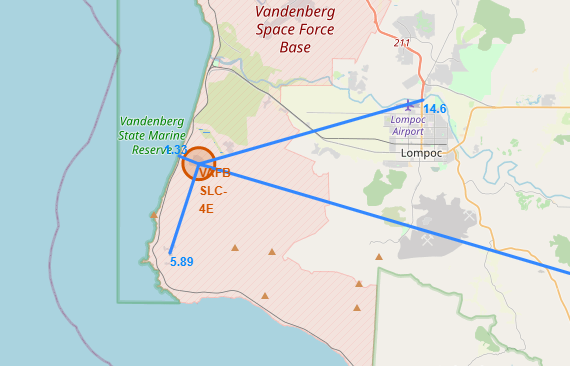 Vandenberg
Space Force
Base
211
Vandenberg
State Marine
Reserve
1.33
14.6
Lompoc
Airport
Lompoc
VAFB
SLC-
4E
5.89